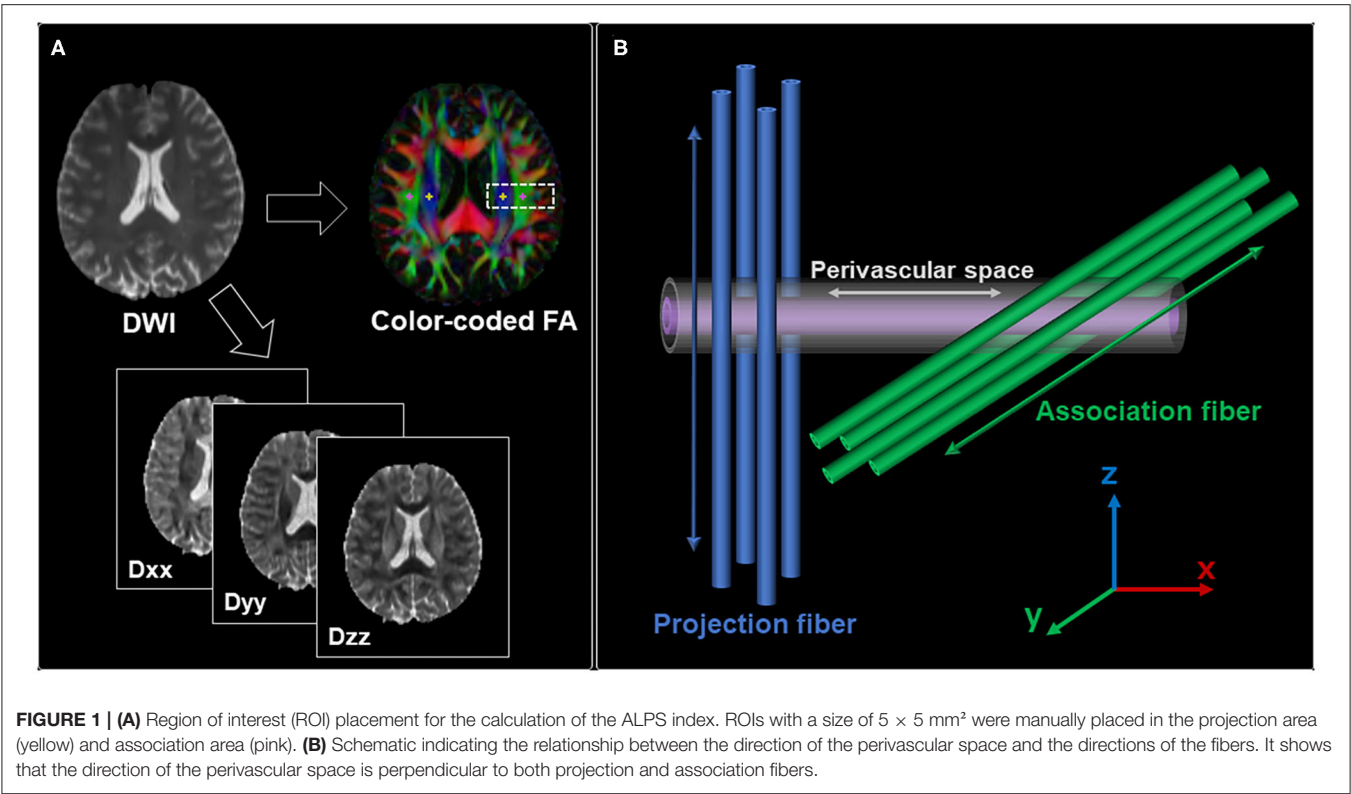 A
DWI
Color-coded FA
Dxx
Dyy
Dzz
B
Perivascular space
Association fiber
Projection fiber
z
x
y
FIGURE 1 | (A) Region of interest (ROI) placement for the calculation of the ALPS index. ROIs with a size of 5 × 5 mm² were manually placed in the projection area
(yellow) and association area (pink). (B) Schematic indicating the relationship between the direction of the perivascular space and the directions of the fibers. It shows
that the direction of the perivascular space is perpendicular to both projection and association fibers.